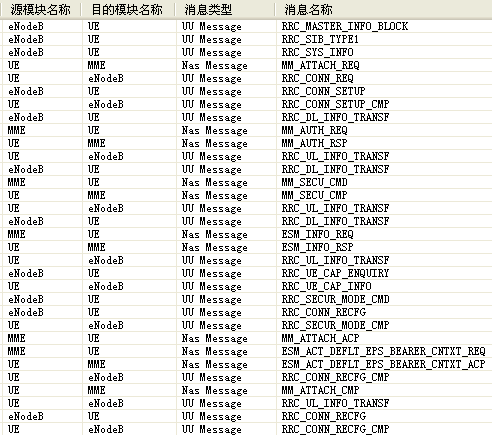 源模块名称 目的模块名称 消息类型 消息名称
eNodeB UE UU Message RRC_MASTER_INFO_BLOCK
eNodeB UE UU Message RRC_SIB_TYPE1
eNodeB UE UU Message RRC_SYS_INFO
UE MME Nas Message MM_ATTACH_REQ
UE eNodeB UU Message RRC_CONN_REQ
eNodeB UE UU Message RRC_CONN_SETUP
UE eNodeB UU Message RRC_CONN_SETUP_CMP
eNodeB UE UU Message RRC_DL_INFO_TRANSF
MME UE Nas Message MM_AUTH_REQ
UE MME Nas Message MM_AUTH_RSP
UE eNodeB UU Message RRC_UL_INFO_TRANSF
eNodeB UE UU Message RRC_DL_INFO_TRANSF
MME UE Nas Message MM_SECU_CMD
UE MME Nas Message MM_SECU_CMP
UE eNodeB UU Message RRC_UL_INFO_TRANSF
eNodeB UE UU Message RRC_DL_INFO_TRANSF
MME UE Nas Message ESM_INFO_REQ
UE MME Nas Message ESM_INFO_RSP
UE eNodeB UU Message RRC_UL_INFO_TRANSF
eNodeB UE UU Message RRC_UE_CAP_ENQUIRY
UE eNodeB UU Message RRC_UE_CAP_INFO
eNodeB UE UU Message RRC_SECUR_MODE_CMD
eNodeB UE UU Message RRC_CONN_RECFG
UE eNodeB UU Message RRC_SECUR_MODE_CMP
MME UE Nas Message MM_ATTACH_ACP
MME UE Nas Message ESM_ACT_DEFLT_EPS_BEARER_CNTXT_REQ
UE MME Nas Message ESM_ACT_DEFLT_EPS_BEARER_CNTXT_ACP
UE eNodeB UU Message RRC_CONN_RECFG_CMP
UE MME Nas Message MM_ATTACH_CMP
UE eNodeB UU Message RRC_UL_INFO_TRANSF
eNodeB UE UU Message RRC_CONN_RECFG
UE eNodeB UU Message RRC_CONN_RECFG_CMP